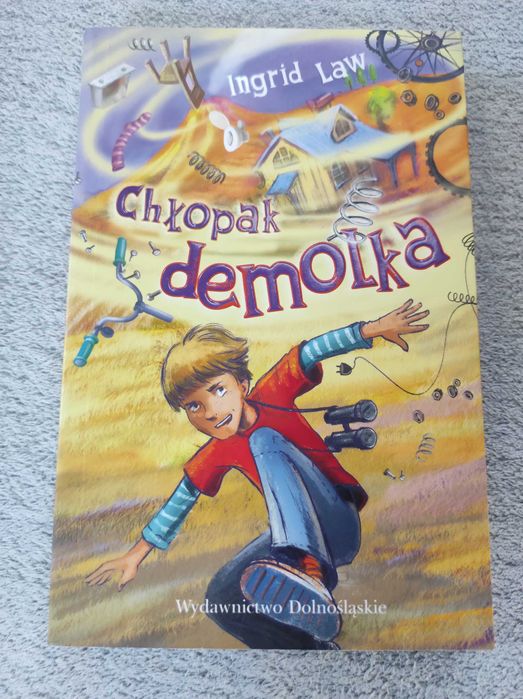 Ingrid Law
Chłopak
demolka
Wydawnictwo Dolnośląskie